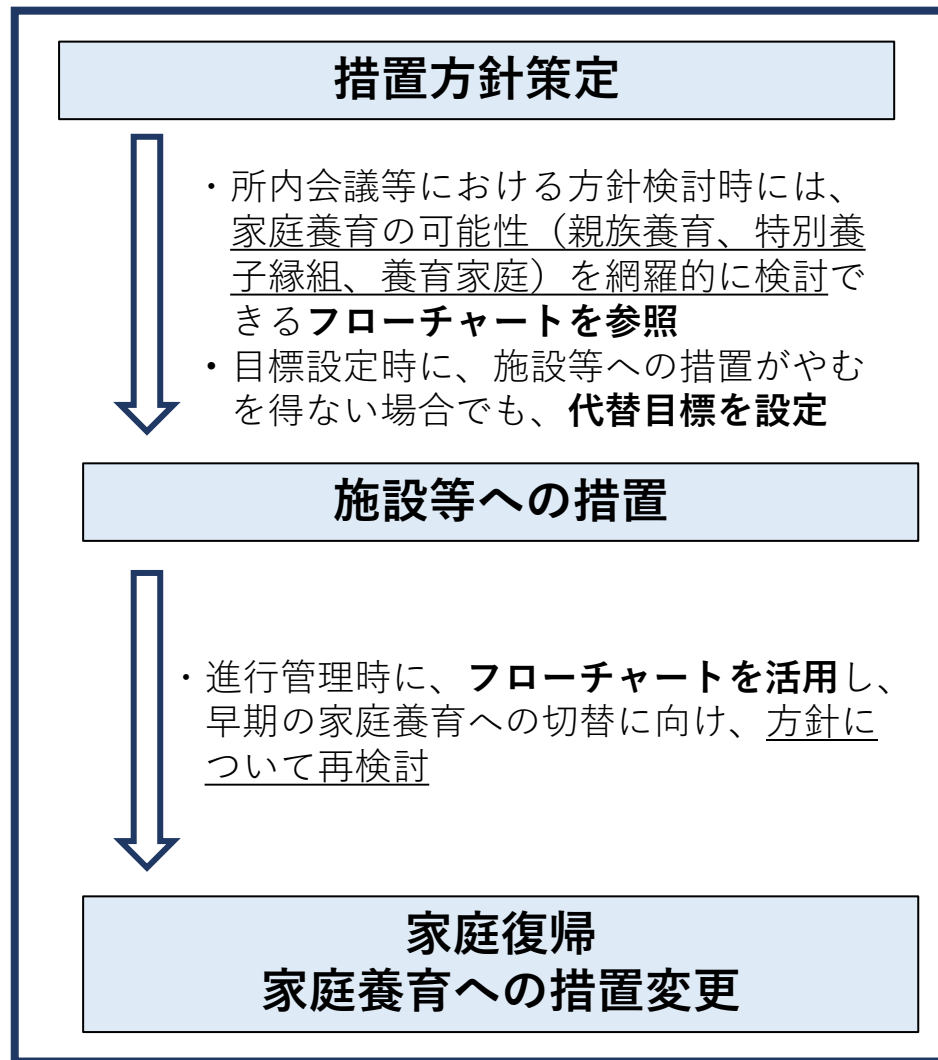 措置方針策定
・所内会議等における方針検討時には、
家庭養育の可能性（親族養育、特別養
子縁組、養育家庭）を網羅的に検討で
きるフローチャートを参照
・目標設定時に、施設等への措置がやむ
を得ない場合でも、代替目標を設定
施設等への措置
・進行管理時に、フローチャートを活用し、
早期の家庭養育への切替に向け、方針に
ついて再検討
家庭復帰
家庭養育への措置変更